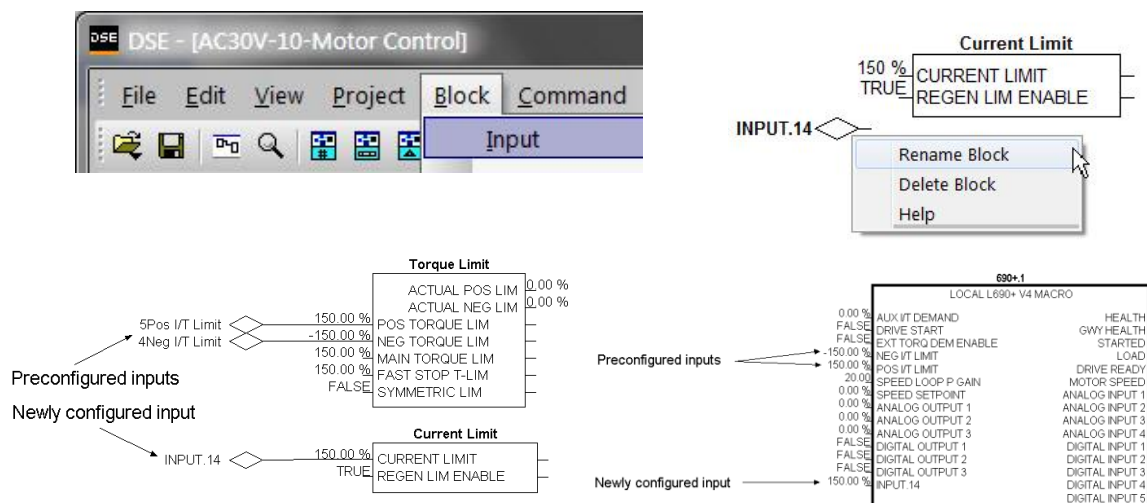 DSE DSE - [AC30V-10-Motor Control]
File Edit View Project Block Command
Input
Current Limit
150 % CURRENT LIMIT
TRUE REGEN LIM ENABLE
INPUT.14
Rename Block
Delete Block
Help
Torque Limit
ACTUAL POS LIM 0.00 %
ACTUAL NEG LIM 0.00 %
5Pos I/T Limit 150.00 % POS TORQUE LIM
4Neg I/T Limit -150.00 % NEG TORQUE LIM
150.00 % MAIN TORQUE LIM
150.00 % FAST STOP T-LIM
FALSE SYMMETRIC LIM
Preconfigured inputs
Newly configured input
Current Limit
INPUT.14 150.00 % CURRENT LIMIT
TRUE REGEN LIM ENABLE
690+.1
LOCAL L690+ V4 MACRO
0.00 % AUX I/T DEMAND HEALTH
FALSE DRIVE START GWY HEALTH
FALSE EXT TORQ DEM ENABLE STARTED
-150.00 % NEG I/T LIMIT LOAD
150.00 % POS I/T LIMIT DRIVE READY
20.00 SPEED LOOP P GAIN MOTOR SPEED
0.00 % SPEED SETPOINT ANALOG INPUT 1
0.00 % ANALOG OUTPUT 1 ANALOG INPUT 2
0.00 % ANALOG OUTPUT 2 ANALOG INPUT 3
0.00 % ANALOG OUTPUT 3 ANALOG INPUT 4
FALSE DIGITAL OUTPUT 1 DIGITAL INPUT 1
FALSE DIGITAL OUTPUT 2 DIGITAL INPUT 2
FALSE DIGITAL OUTPUT 3 DIGITAL INPUT 3
150.00 % INPUT.14 DIGITAL INPUT 4
DIGITAL INPUT 5
Preconfigured inputs
Newly configured input